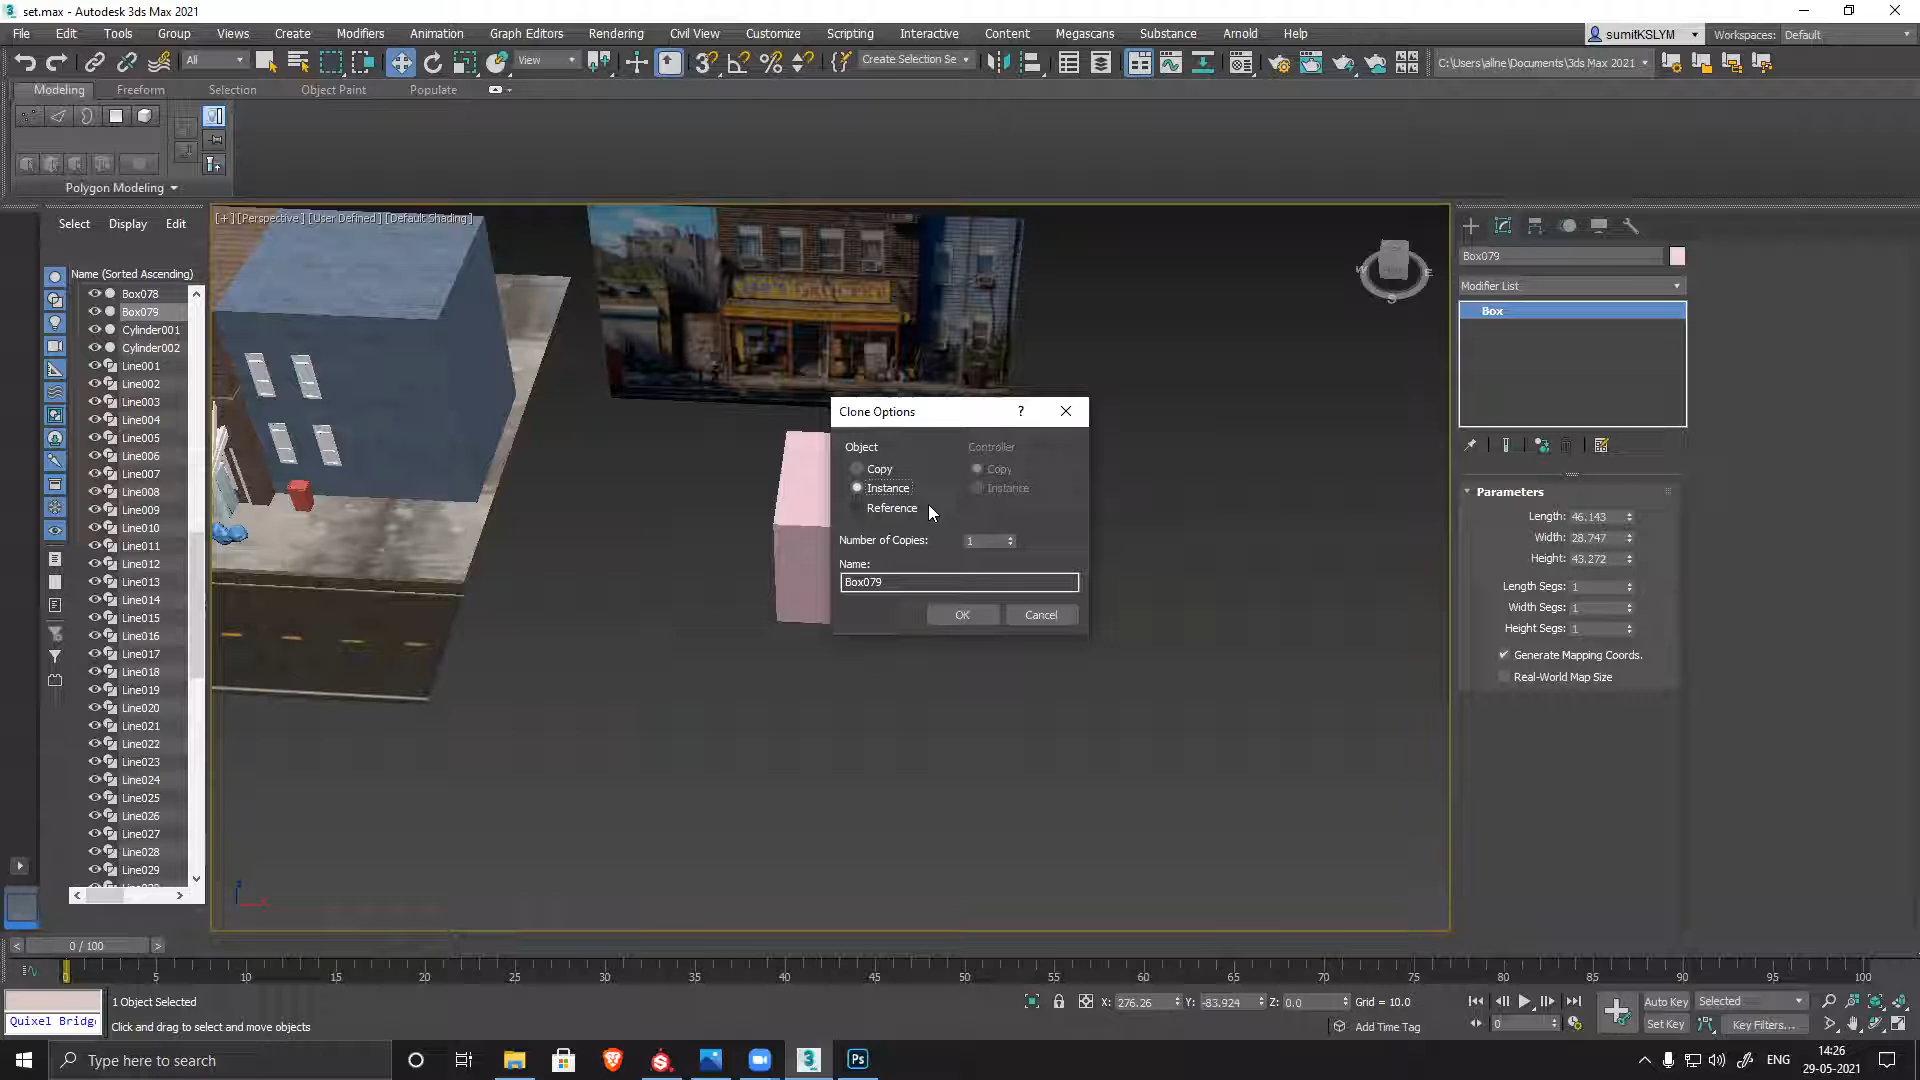 set.max - Autodesk 3ds Max 2021
File Edit Tools Group Views Create Modifiers Animation Graph Editors Rendering Civil View Customize Scripting Interactive Content Megascans Substance Arnold Help
sumitKSLYM Workspaces: Default
All View Create Selection Se C:\Users\allne\Documents\3ds Max 2021
Modeling Freeform Selection Object Paint Populate
Polygon Modeling
Select Display Edit
[+] [Perspective] [User Defined] [Default Shading]
Name (Sorted Ascending)
Box078
Box079
Cylinder001
Cylinder002
Line001
Line002
Line003
Line004
Line005
Line006
Line007
Line008
Line009
Line010
Line011
Line012
Line013
Line014
Line015
Line016
Line017
Line018
Line019
Line020
Line021
Line022
Line023
Line024
Line025
Line026
Line027
Line028
Line029
W E
S
Clone Options ?
Object Controller
Copy Copy
Instance Instance
Reference
Number of Copies: 1
Name:
Box079
OK Cancel
Box079
Modifier List
Box
Parameters
Length: 46.143
Width: 28.747
Height: 43.272
Length Segs: 1
Width Segs: 1
Height Segs: 1
Generate Mapping Coords.
Real-World Map Size
< 0 / 100 >
0 5 10 15 20 25 30 35 40 45 50 55 60 65 70 75 80 85 90 95 100
1 Object Selected
X: 276.26 Y: -83.924 Z: 0.0 Grid = 10.0
Auto Key Selected
Quixel Bridg
Click and drag to select and move objects
Add Time Tag
0
Set Key Key Filters...
Type here to search
Ps
ENG
14:26
29-05-2021